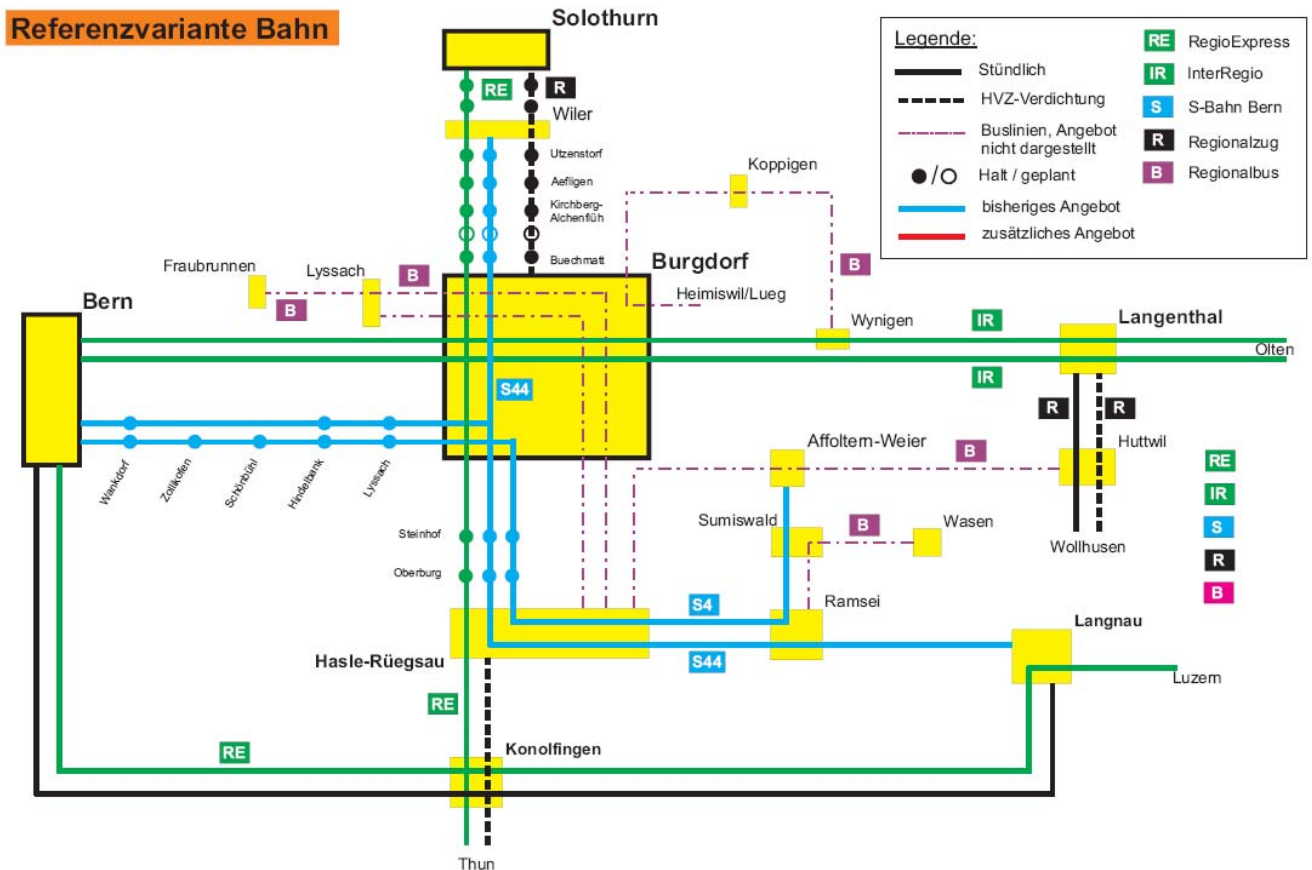 Referenzvariante Bahn
Solothurn
RE
R
Wiler
Utzenstorf
Aefligen
Kirchberg-
Alchenflüh
Buechmatt
Legende:
Stündlich
HVZ-Verdichtung
Buslinien, Angebot
nicht dargestellt
/
Halt / geplant
bisheriges Angebot
zusätzliches Angebot
RE RegioExpress
IR InterRegio
S S-Bahn Bern
R Regionalzug
B Regionalbus
Koppigen
B
Fraubrunnen
Lyssach
B
B
Burgdorf
Heimiswil/Lueg
Bern
Wynigen
IR
Langenthal
Olten
IR
S44
R
R
Wankdorf
Zollikofen
Schönbühl
Hindelbank
Lyssach
Affoltern-Weier
B
Huttwil
RE
IR
S
R
B
Steinhof
Oberburg
Sumiswald
B
Wasen
Wollhusen
S4
Ramsei
Langnau
Hasle-Rüegsau
S44
Luzern
RE
RE
Konolfingen
Thun